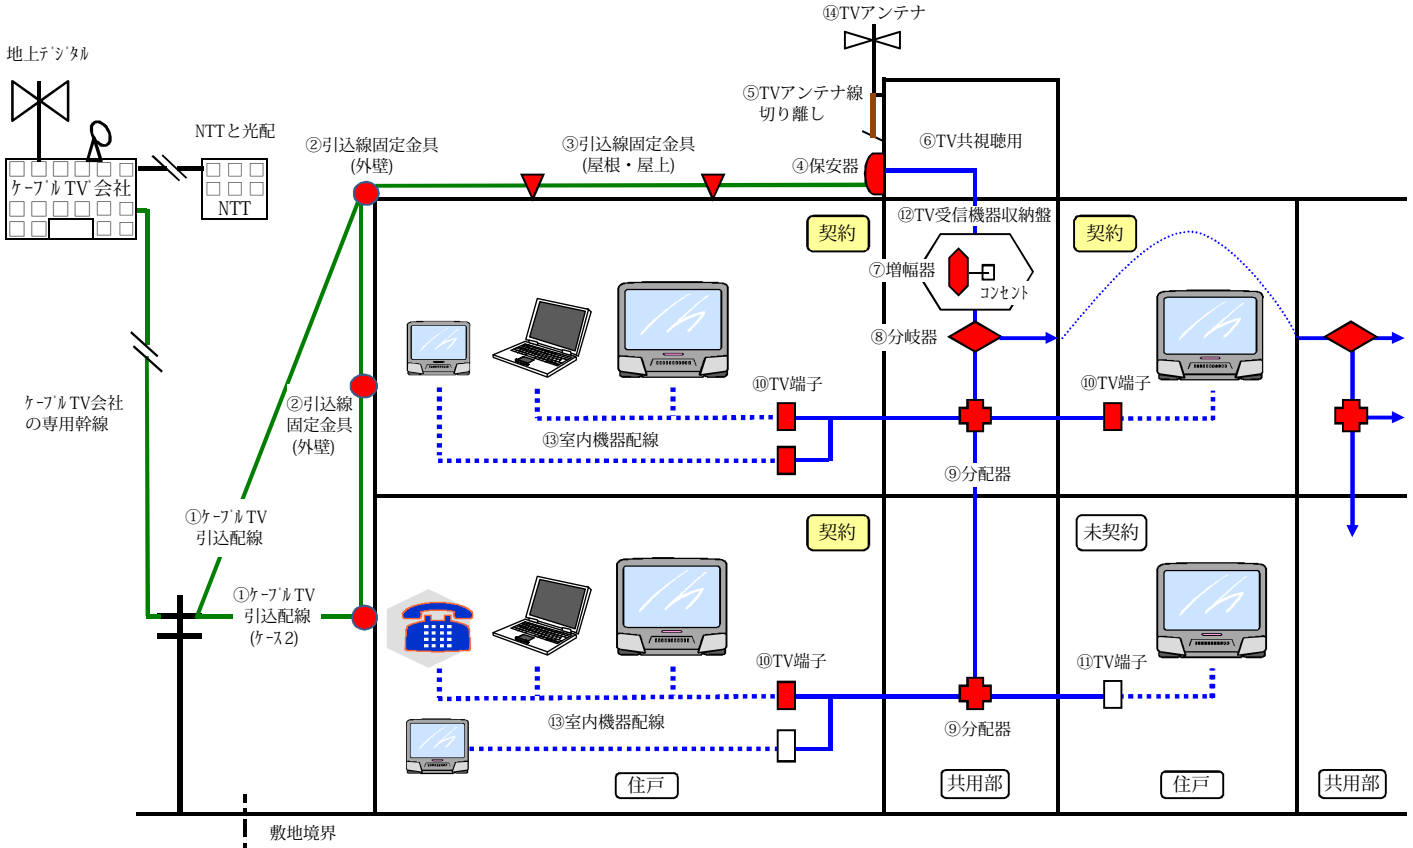 ⑭TVアンテナ
地上ﾃﾞｼﾞﾀﾙ
⑤TVアンテナ線
切り離し
NTTと光配
②引込線固定金具
(外壁)
③引込線固定金具
(屋根・屋上)
④保安器
⑥TV共視聴用
ｹｰﾌﾞﾙTV会社
NTT
⑫TV受信機器収納盤
契約
契約
⑦増幅器
ｺﾝｾﾝﾄ
⑧分岐器
⑩TV端子
⑩TV端子
ｹｰﾌﾞﾙTV会社
の専用幹線
②引込線
固定金具
(外壁)
⑬室内機器配線
⑨分配器
①ｹｰﾌﾞﾙTV
引込配線
契約
未契約
①ｹｰﾌﾞﾙTV
引込配線
(ｹｰｽ2)
⑩TV端子
⑪TV端子
⑬室内機器配線
⑨分配器
住戸
共用部
住戸
共用部
敷地境界